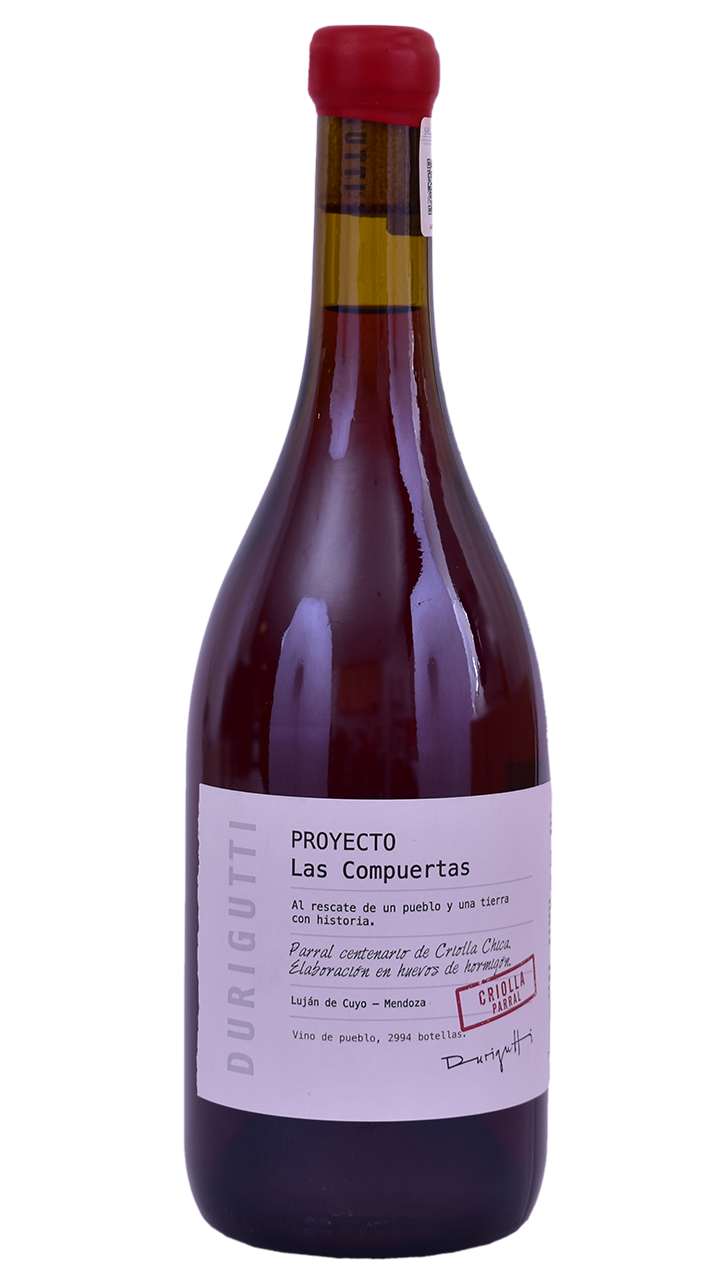 DURIGUTTI
PROYECTO
Las Compuertas
Al rescate de un pueblo y una tierra
con historia.
Parral centenario de Criolla Chica.
Elaboración en huevos de hormigón.
Luján de Cuyo – Mendoza
CRIOLLA
PARRAL
Vino de pueblo, 2994 botellas.
Durigutti